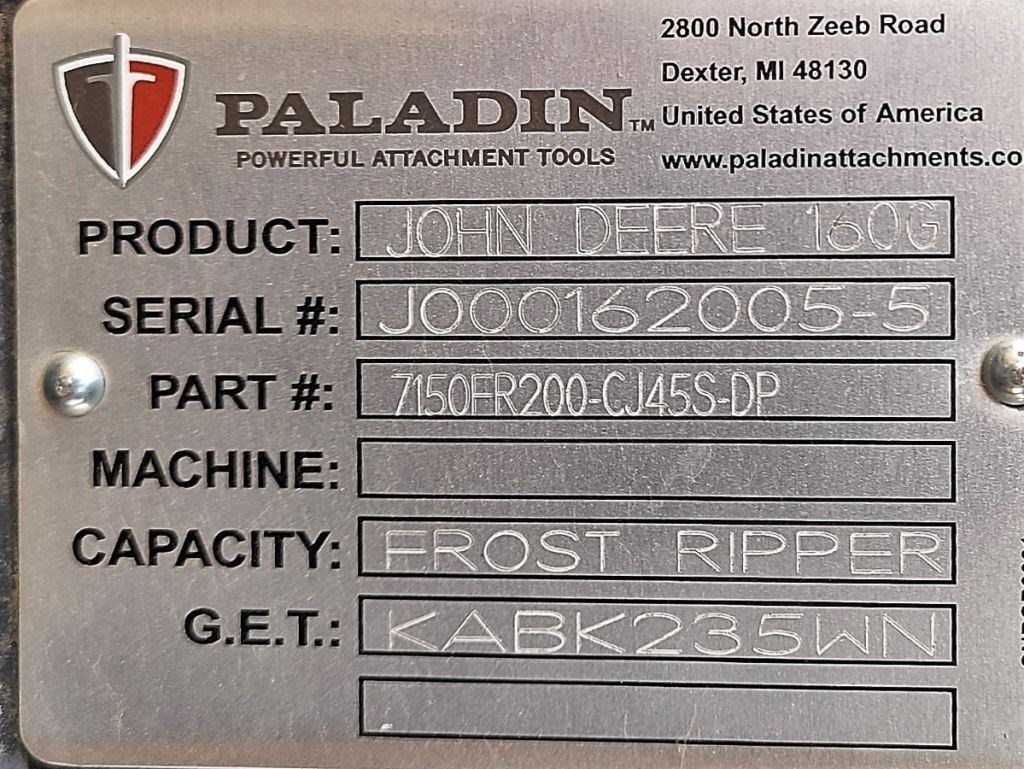 2800 North Zeeb Road
Dexter, MI 48130
PALADIN™ United States of America
POWERFUL ATTACHMENT TOOLS www.paladinattachments.co
PRODUCT: JOHN DEERE 160G
SERIAL #: J000162005-5
PART #: 7150FR200-CJ45S-DP
MACHINE:
CAPACITY: FROST RIPPER
G.E.T.: KABK235WN